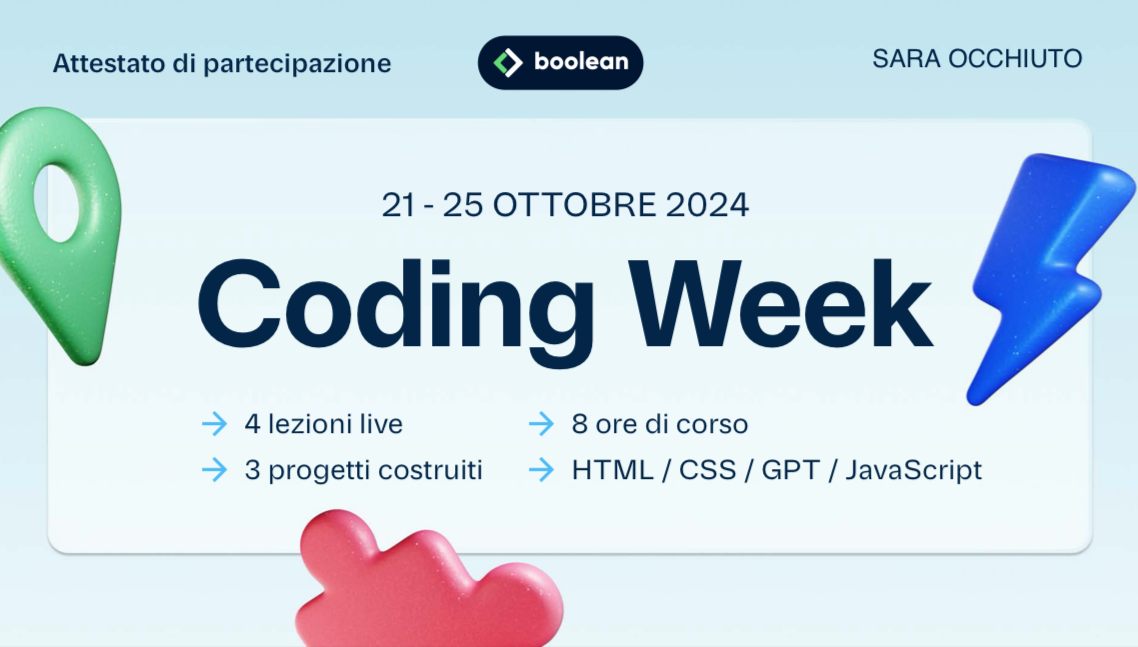 Attestato di partecipazione
boolean
SARA OCCHIUTO
21 - 25 OTTOBRE 2024
Coding Week
→ 4 lezioni live
→ 8 ore di corso
→ 3 progetti costruiti
→ HTML / CSS / GPT / JavaScript